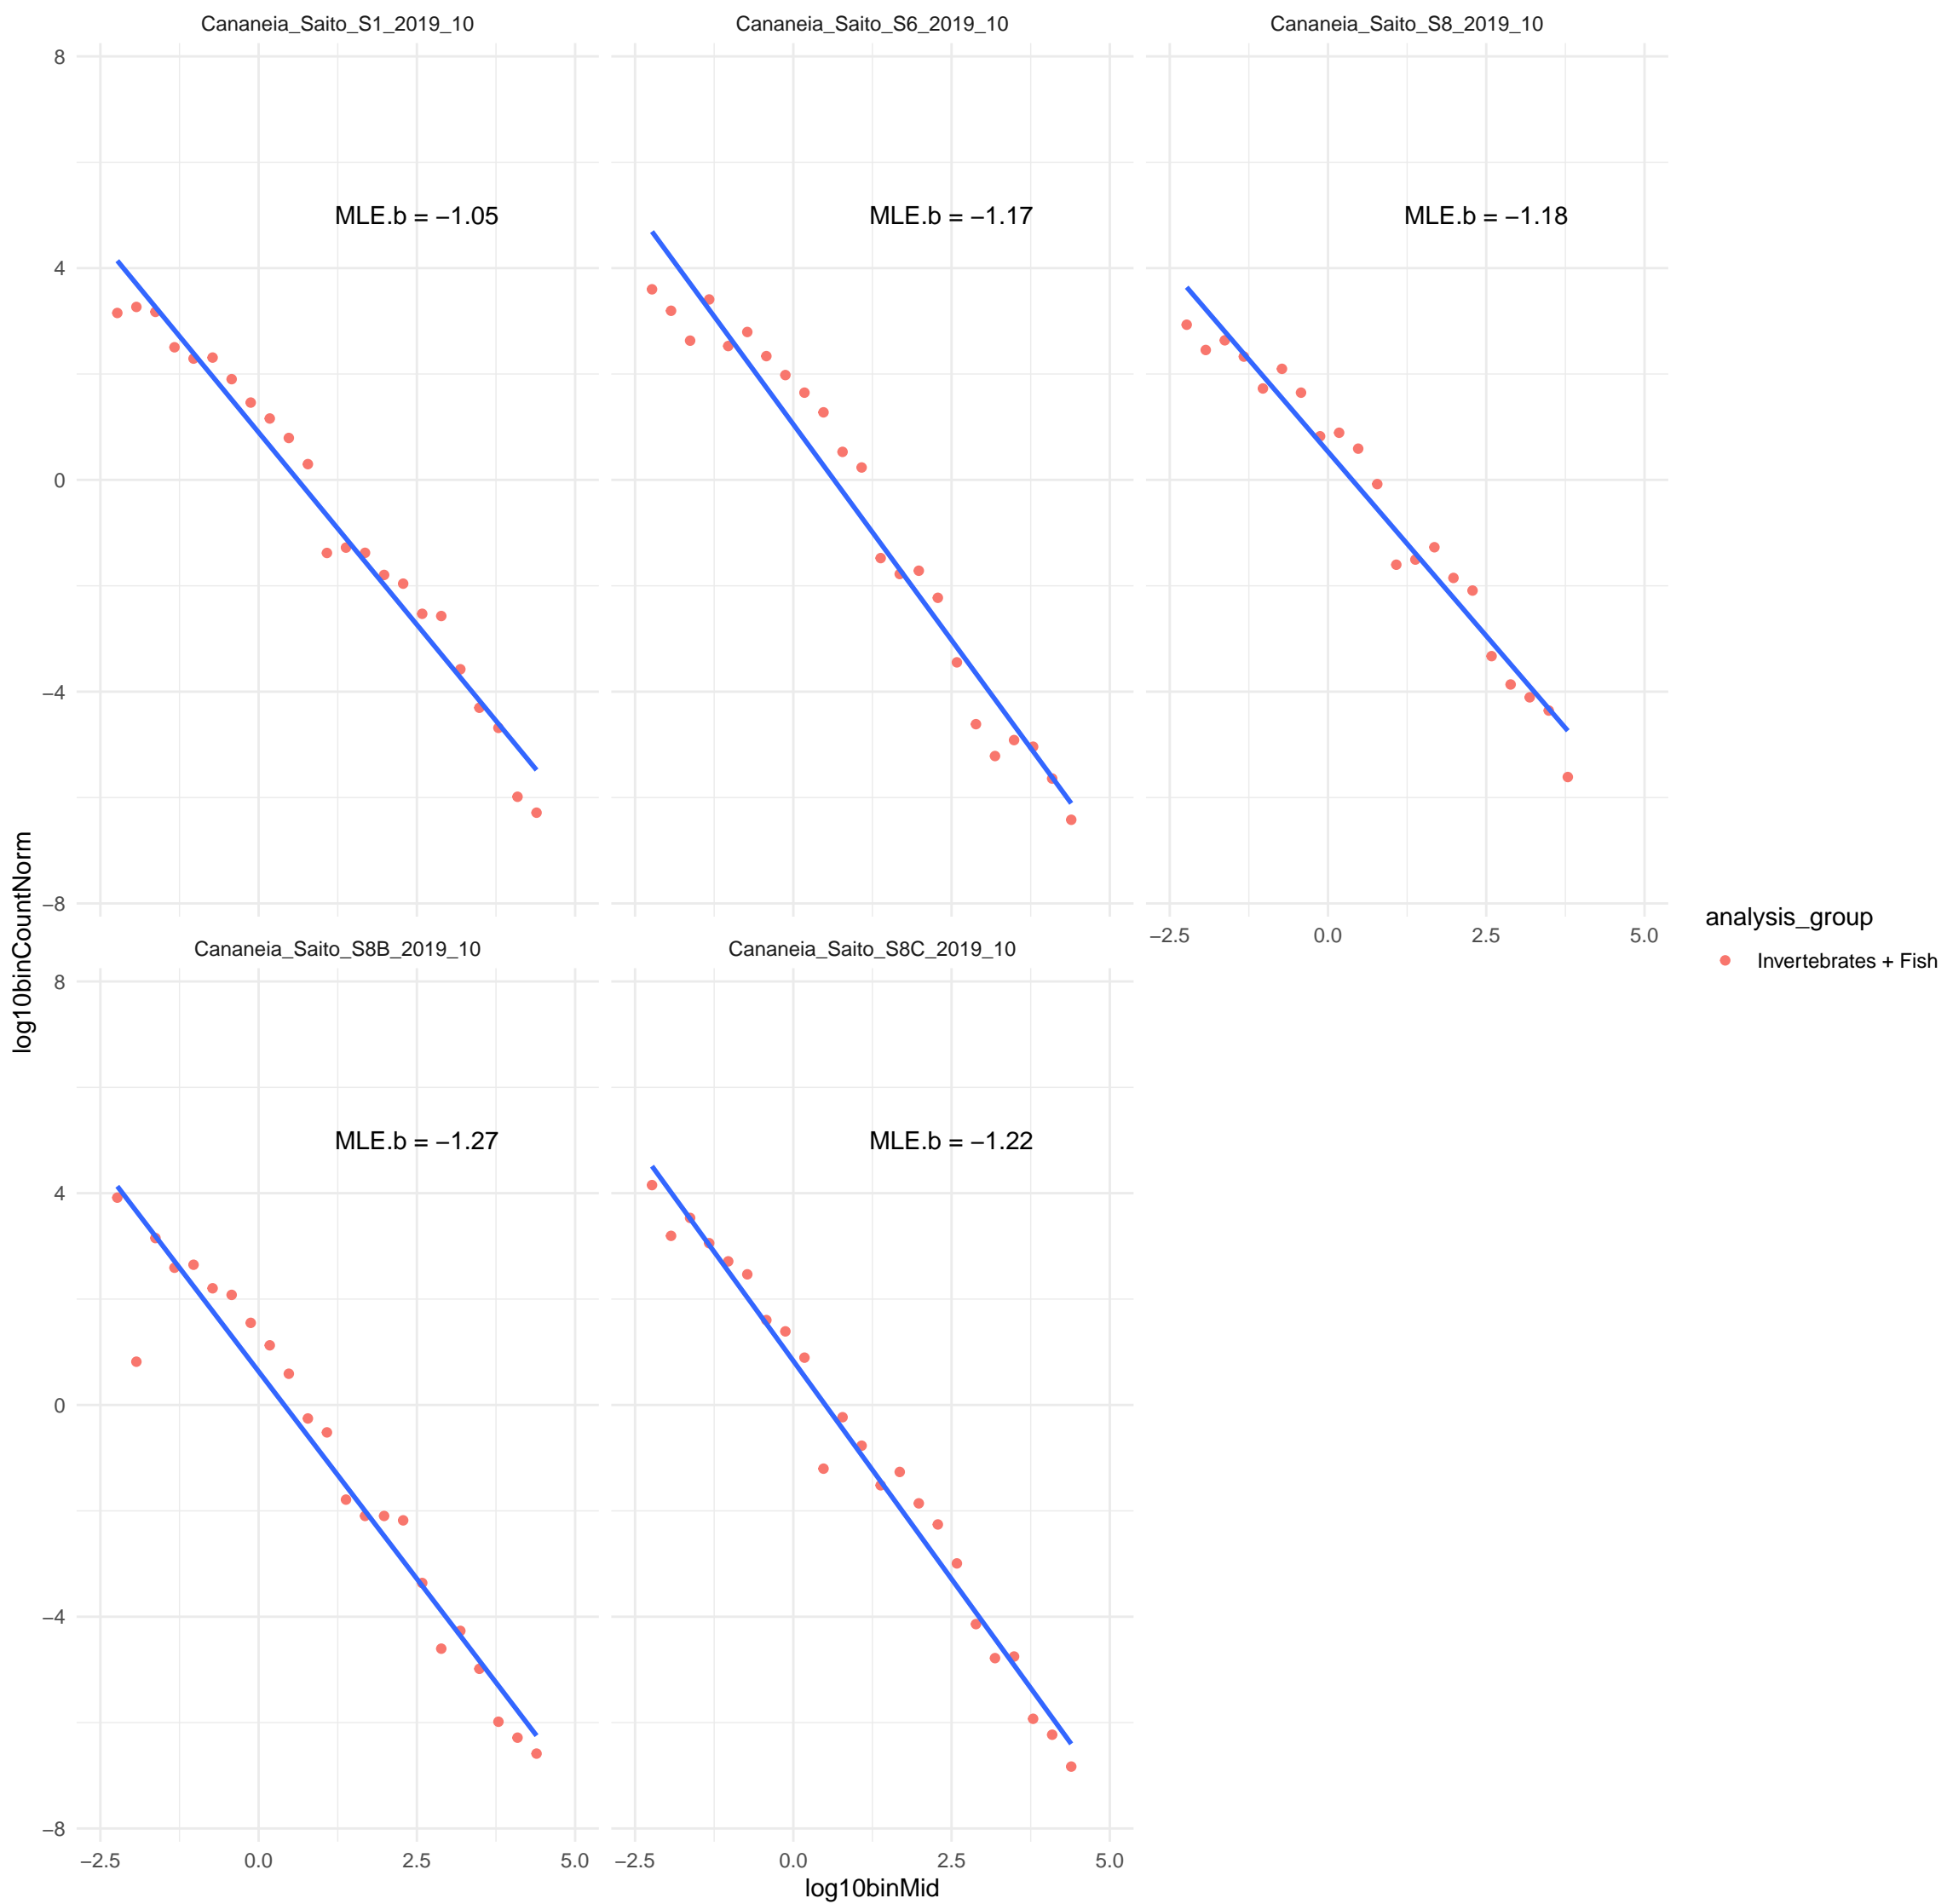 Cananeia_Saito_S1_2019_10
Cananeia_Saito_S6_2019_10
Cananeia_Saito_S8_2019_10
8
4
0
−4
−8
MLE.b = −1.05
MLE.b = −1.17
MLE.b = −1.18
−2.5 0.0 2.5 5.0
Cananeia_Saito_S8B_2019_10
Cananeia_Saito_S8C_2019_10
8
4
0
−4
−8
MLE.b = −1.27
MLE.b = −1.22
−2.5 0.0 2.5 5.0
−2.5 0.0 2.5 5.0
log10binMid
log10binCountNorm
analysis_group
Invertebrates + Fish